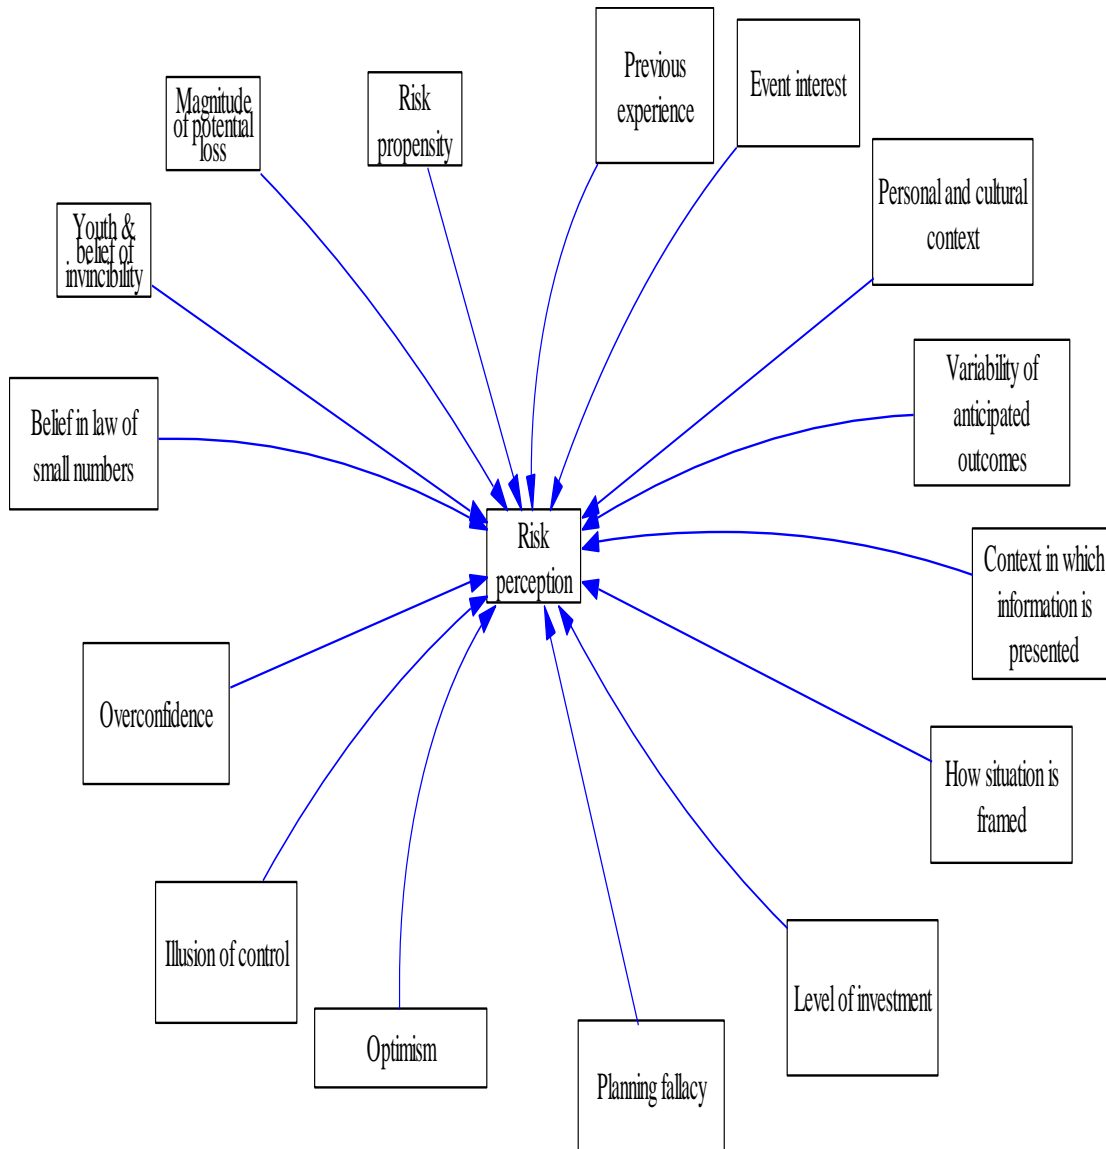 Previous
experience
Event interest
Risk
propensity
Magnitude
of potential
loss
Personal and cultural
context
Youth &
belief of
invincibility
Variability of
anticipated
outcomes
Belief in law of
small numbers
Risk
perception
Context in which
information is
presented
Overconfidence
How situation is
framed
Illusion of control
Level of investment
Optimism
Planning fallacy